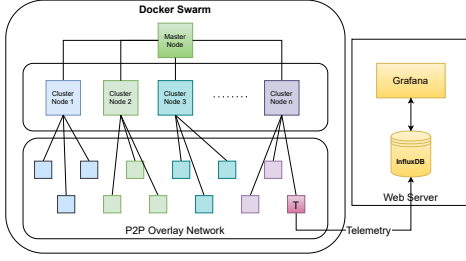 Docker Swarm
Master
Node
Cluster
Node 1
Cluster
Node 2
Cluster
Node 3
........
Cluster
Node n
T
P2P Overlay Network
Telemetry
Grafana
InfluxDB
Web Server